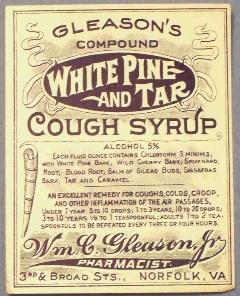 GLEASON'S
COMPOUND
WHITE PINE
AND TAR
COUGH SYRUP
ALCOHOL 5%
EACH FLUID OUNCE CONTAINS CHLOROFORM 3 MINIMS,
WITH WHITE PINE BARK, WILD CHERRY BARK, SPIKENARD
ROOT, BLOOD ROOT, BALM OF GILEAD BUDS, SASSAFRAS
BARK, TAR AND CARAMEL.
AN EXCELLENT REMEDY FOR COUGHS, COLDS, CROUP,
AND OTHER INFLAMMATION OF THE AIR PASSAGES.
UNDER 1 YEAR 5 TO 10 DROPS; 1 TO 3 YEARS, 10 TO 20 DROPS;
3 TO 10 YEARS ½ TO 1 TEASPOONFUL; ADULTS 1 TO 2 TEA-
SPOONFULS TO BE REPEATED EVERY THREE OR FOUR HOURS.
Wm. C. Gleason, Jr.
PHARMACIST.
3RD & BROAD STS., NORFOLK, VA